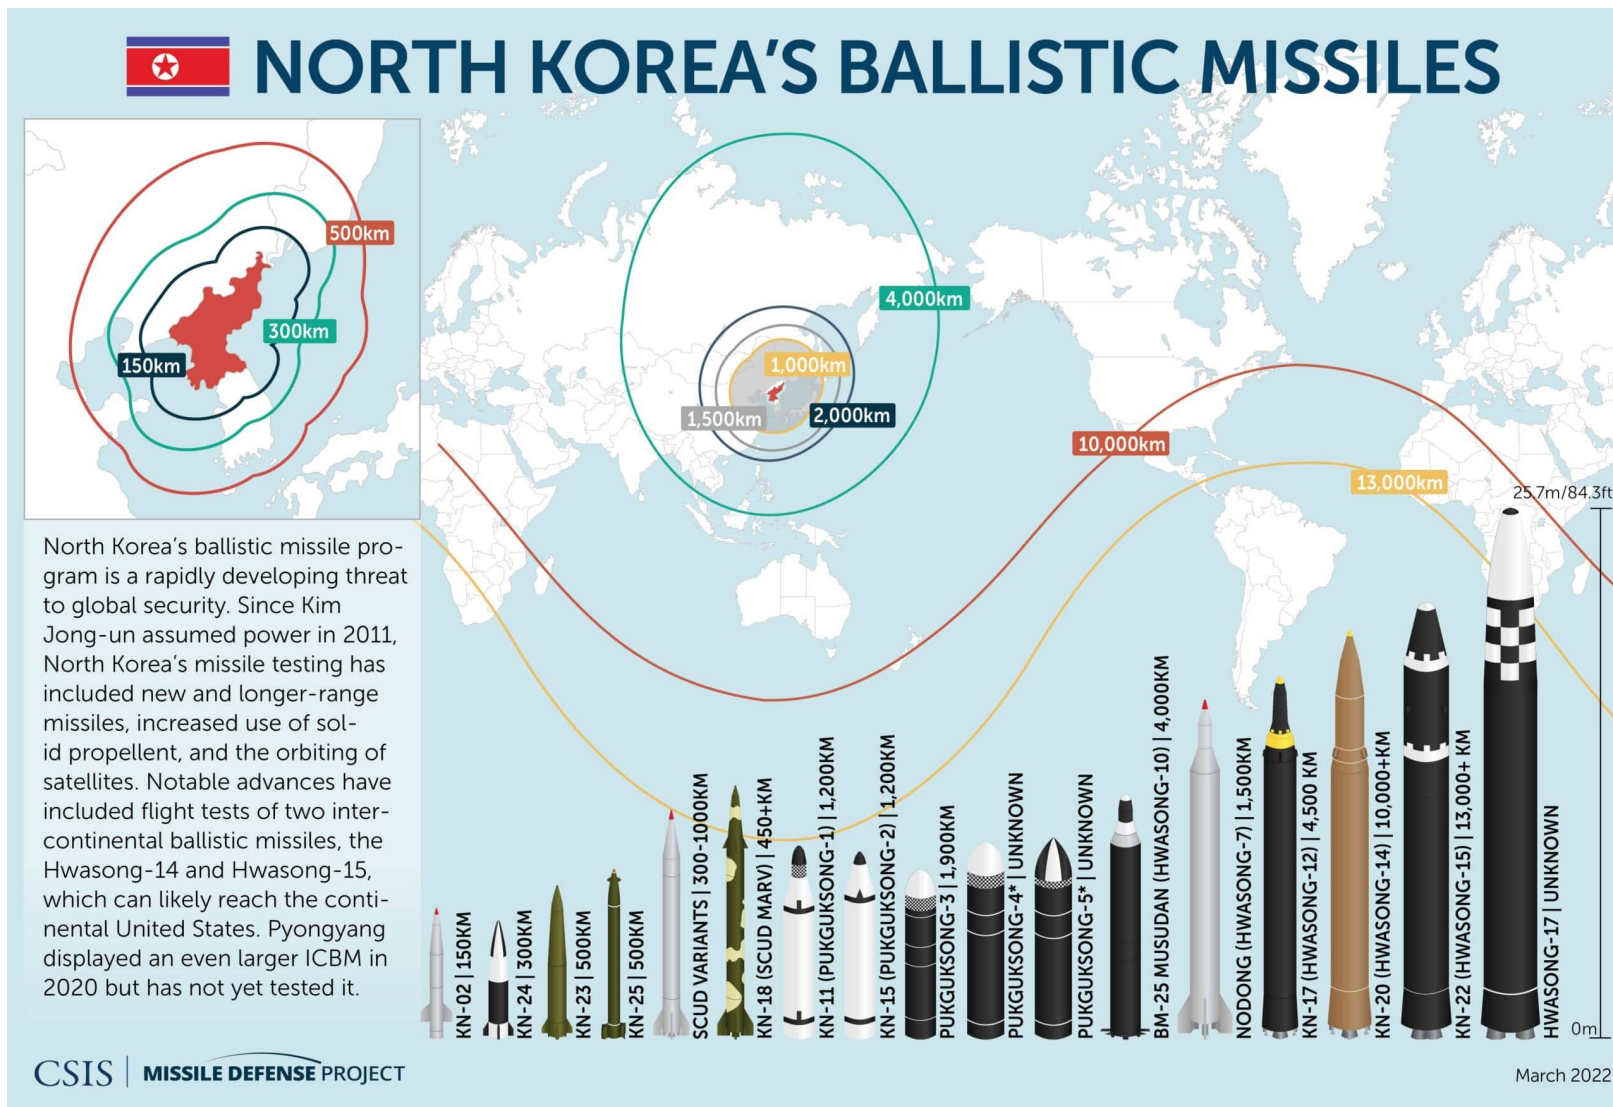 NORTH KOREA'S BALLISTIC MISSILES
500km
300km
150km
4,000km
1,000km
1,500km
2,000km
10,000km
13,000km
25.7m/84.3ft
North Korea's ballistic missile pro-
gram is a rapidly developing threat
to global security. Since Kim
Jong-un assumed power in 2011,
North Korea's missile testing has
included new and longer-range
missiles, increased use of sol-
id propellent, and the orbiting of
satellites. Notable advances have
included flight tests of two inter-
continental ballistic missiles, the
Hwasong-14 and Hwasong-15,
which can likely reach the conti-
nental United States. Pyongyang
displayed an even larger ICBM in
2020 but has not yet tested it.
KN-02 | 150KM
KN-24 | 300KM
KN-23 | 500KM
KN-25 | 500KM
SCUD VARIANTS | 300-1000KM
KN-18 (SCUD MARV) | 450+KM
KN-11 (PUKGUKSONG-1) | 1,200KM
KN-15 (PUKGUKSONG-2) | 1,200KM
PUKGUKSONG-3 | 1,900KM
PUKGUKSONG-4* | UNKNOWN
PUKGUKSONG-5* | UNKNOWN
BM-25 MUSUDAN (HWASONG-10) | 4,000KM
NODONG (HWASONG-7) | 1,500KM
KN-17 (HWASONG-12) | 4,500 KM
KN-20 (HWASONG-14) | 10,000+KM
KN-22 (HWASONG-15) | 13,000+ KM
HWASONG-17 | UNKNOWN
0m
CSIS | MISSILE DEFENSE PROJECT
March 2022